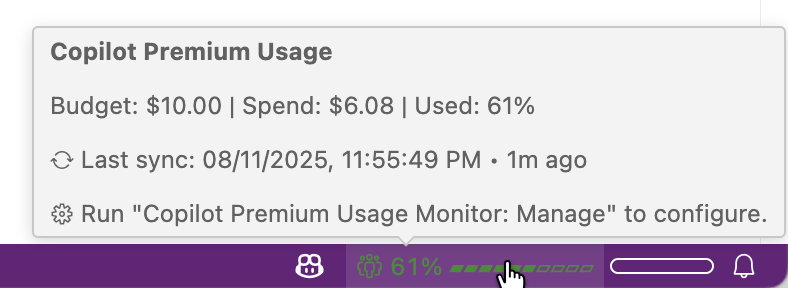 Copilot Premium Usage
Budget: $10.00 | Spend: $6.08 | Used: 61%
Last sync: 08/11/2025, 11:55:49 PM • 1m ago
Run "Copilot Premium Usage Monitor: Manage" to configure.
61%